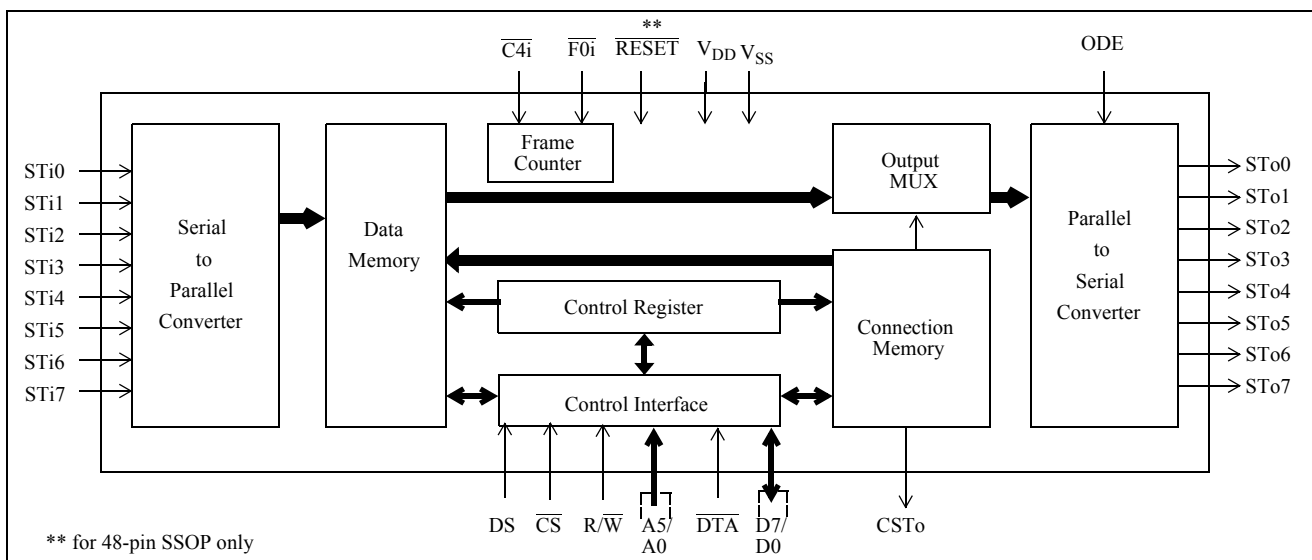 **
C4i F0i RESET VDD VSS ODE
Frame
Counter
Output
MUX
STi0
STi1
STi2
STi3
STi4
STi5
STi6
STi7
Serial
to
Parallel
Converter
Data
Memory
Control Register
Control Interface
Connection
Memory
Parallel
to
Serial
Converter
STo0
STo1
STo2
STo3
STo4
STo5
STo6
STo7
DS CS R/W A5/ DTA D7/ CSTo
A0 D0
** for 48-pin SSOP only